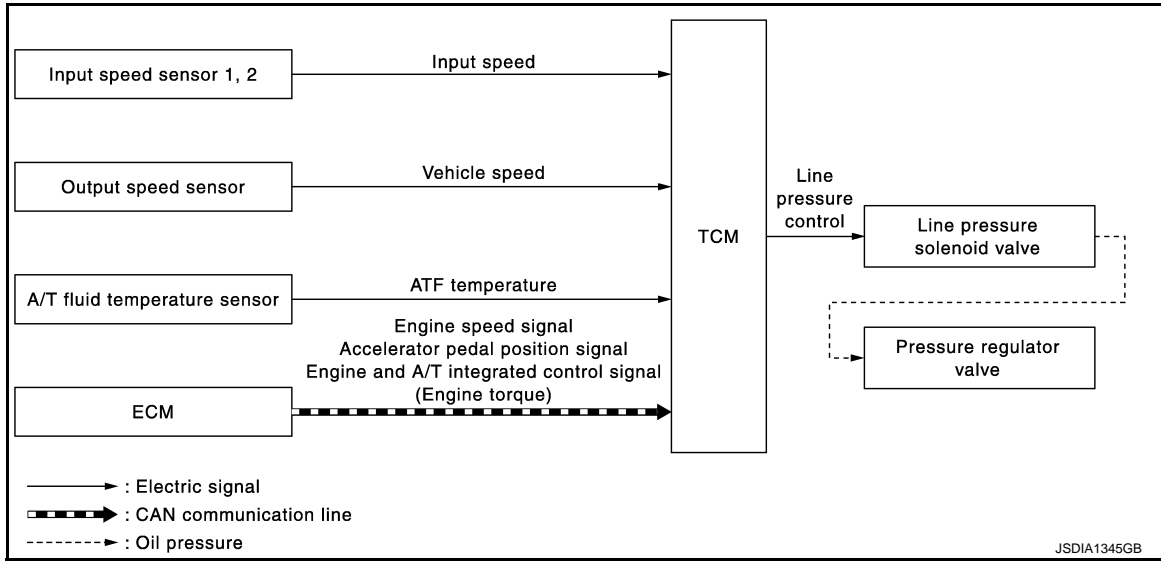 Input speed sensor 1, 2
Input speed
Output speed sensor
Vehicle speed
A/T fluid temperature sensor
ATF temperature
Engine speed signal
Accelerator pedal position signal
Engine and A/T integrated control signal
(Engine torque)
ECM
TCM
Line
pressure
control
Line pressure
solenoid valve
Pressure regulator
valve
: Electric signal
: CAN communication line
: Oil pressure
JSDIA1345GB